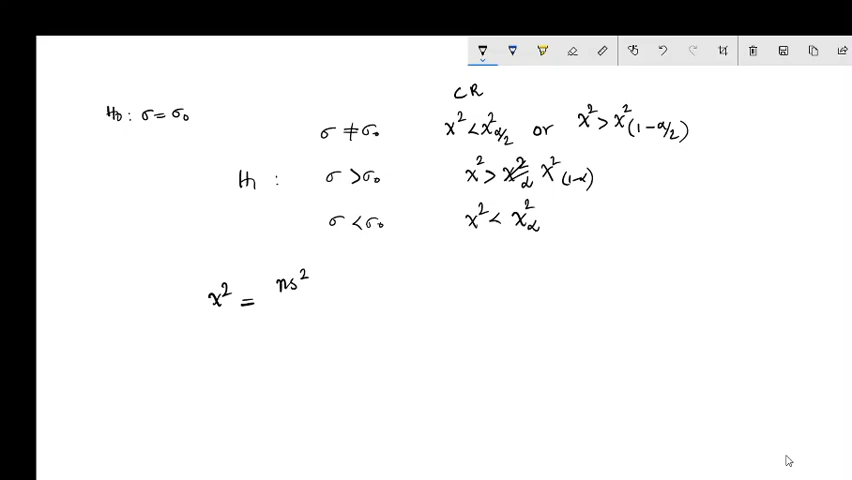 CR
H₀ : σ = σ₀
σ ≠ σ₀ χ² < χ²α/2 or χ² > χ²(1-α/2)
H₁ : σ > σ₀ χ² > χ²(1-α)
σ < σ₀ χ² < χ²α
χ² = ns²